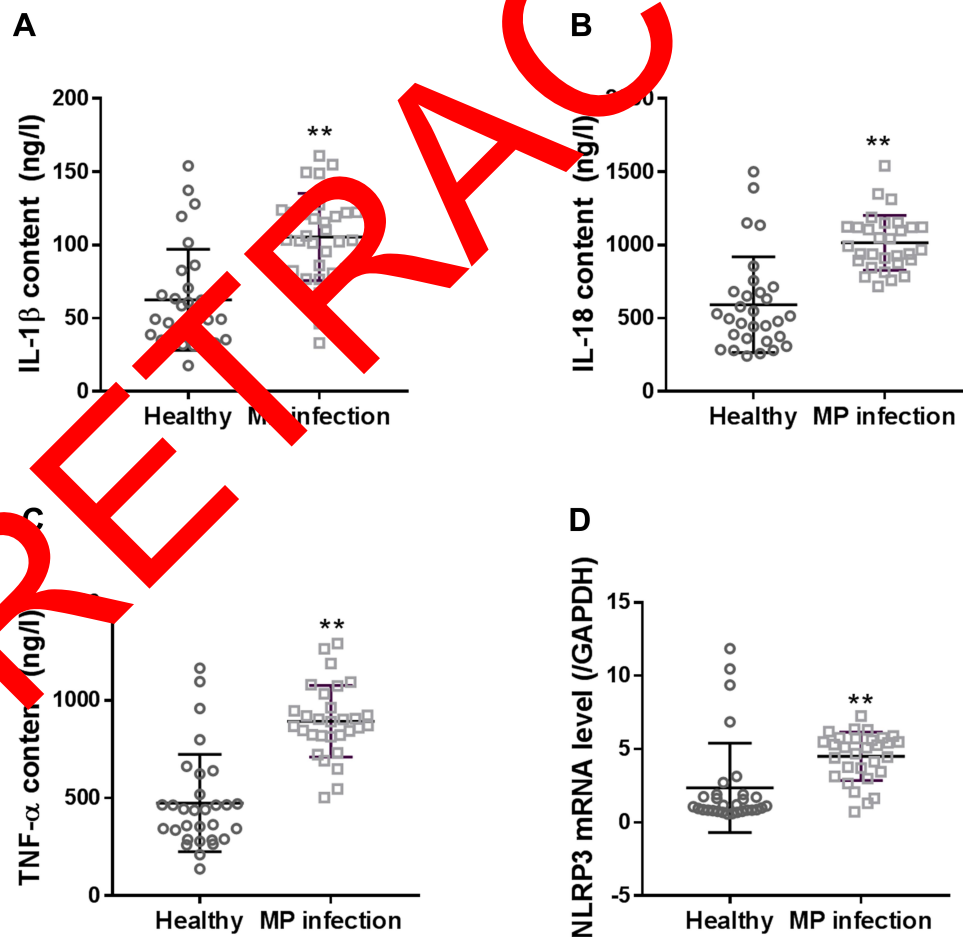 A
B
IL-1β content (ng/l)
200
150
100
50
0
**
Healthy
infection
IL-18 content (ng/l)
1500
1000
500
0
**
Healthy MP infection
RETRAC
C
D
TNF-α content (ng/l)
1000
500
0
**
Healthy MP infection
NLRP3 mRNA level (/GAPDH)
15
10
5
0
-5
**
Healthy MP infection